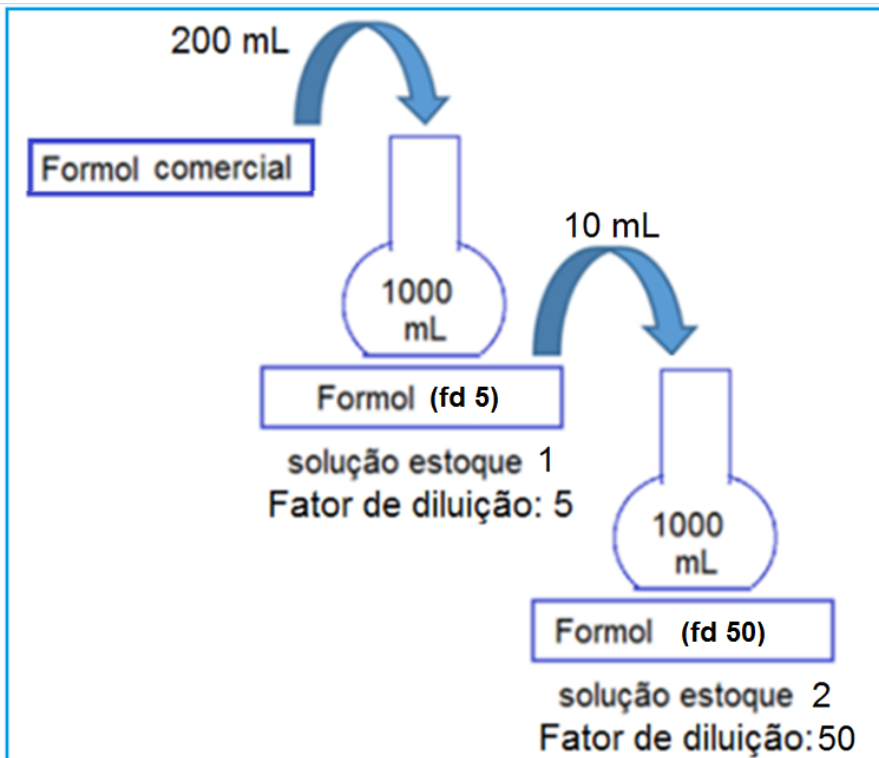 200 mL
Formol comercial
1000
mL
10 mL
Formol (fd 5)
solução estoque 1
Fator de diluição: 5
1000
mL
Formol (fd 50)
solução estoque 2
Fator de diluição: 50